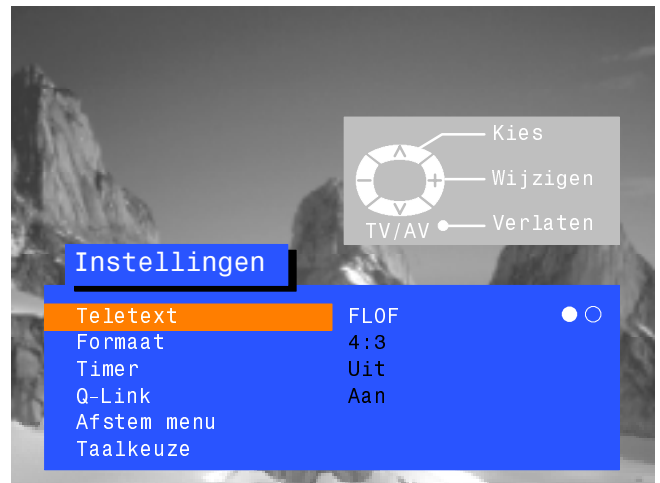 Kies
Wijzigen
TV/AV Verlaten
Instellingen
Teletext FLOF
Formaat 4:3
Timer Uit
Q-Link Aan
Afstem menu
Taalkeuze